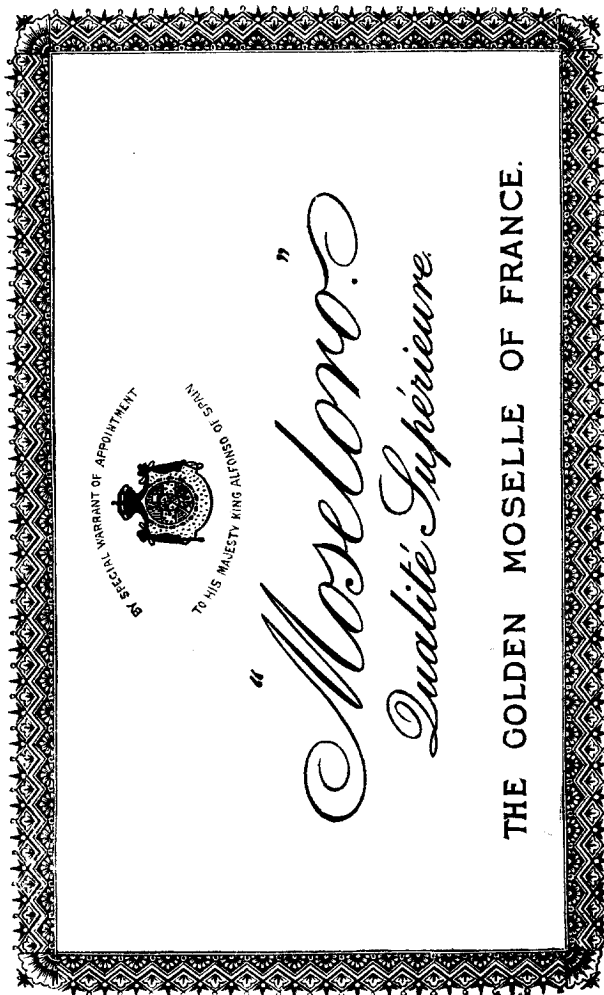 BY SPECIAL WARRANT OF APPOINTMENT
TO HIS MAJESTY KING ALFONSO OF SPAIN
"Moseloro."
Qualité Supérieure.
THE GOLDEN MOSELLE OF FRANCE.